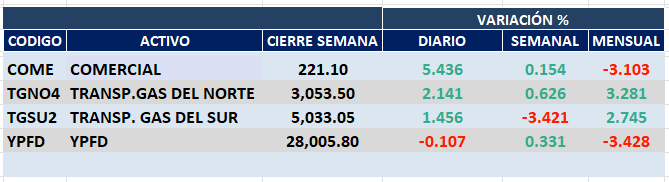 VARIACIÓN %
CODIGO ACTIVO CIERRE SEMANA DIARIO SEMANAL MENSUAL
COME COMERCIAL 221.10 5.436 0.154 -3.103
TGNO4 TRANSP.GAS DEL NORTE 3,053.50 2.141 0.626 3.281
TGSU2 TRANSP. GAS DEL SUR 5,033.05 1.456 -3.421 2.745
YPFD YPFD 28,005.80 -0.107 0.331 -3.428